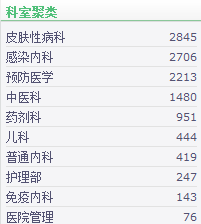 科室聚类
皮肤性病科 2845
感染内科 2706
预防医学 2213
中医科 1480
药剂科 951
儿科 444
普通内科 419
护理部 247
免疫内科 143
医院管理 76